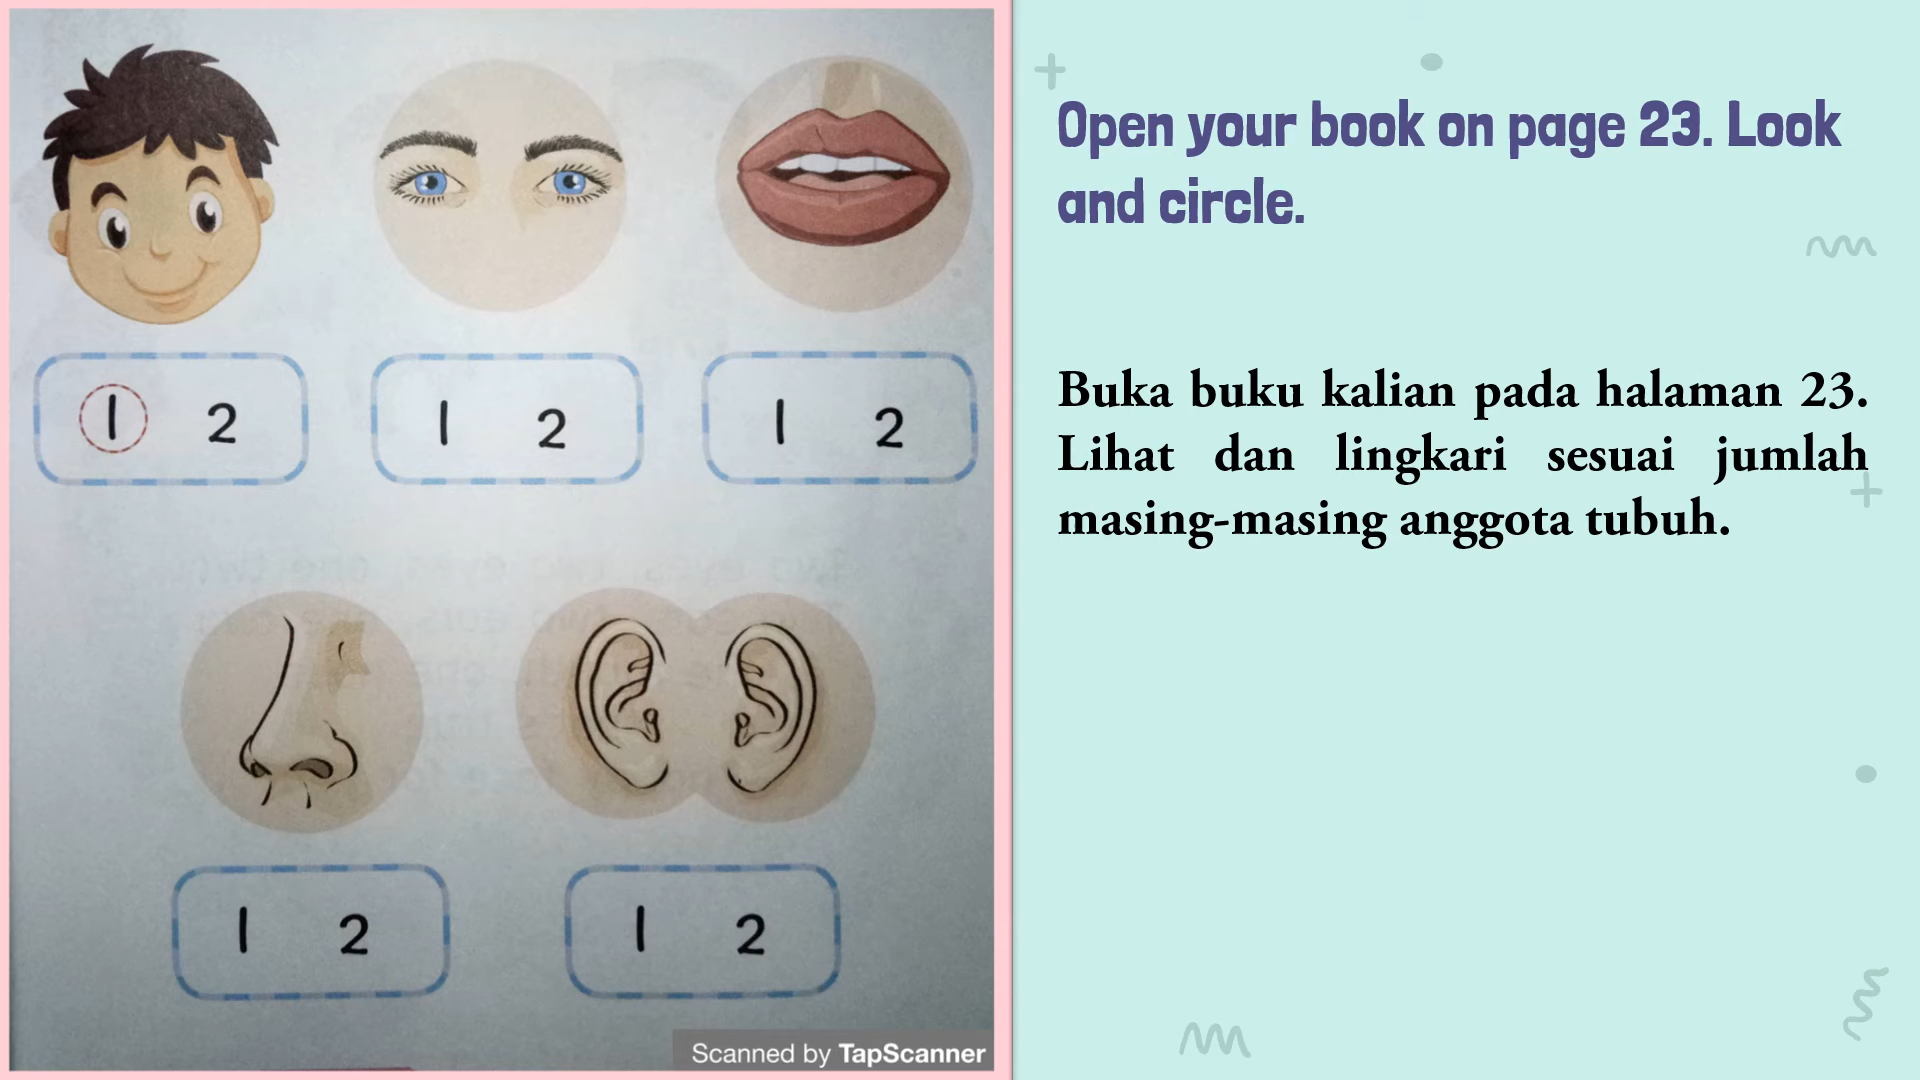 Open your book on page 23. Look
and circle.
Buka buku kalian pada halaman 23.
Lihat dan lingkari sesuai jumlah
masing-masing anggota tubuh.
1 2
1 2
1 2
1 2
1 2
Scanned by TapScanner